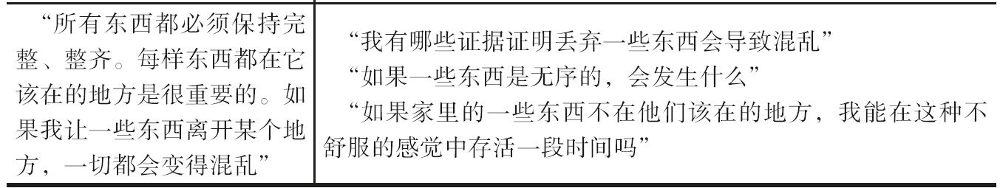 “所有东西都必须保持完
整、整齐。每样东西都在它
该在的地方是很重要的。如
果我让一些东西离开某个地
方，一切都会变得混乱”
“我有哪些证据证明丢弃一些东西会导致混乱”
“如果一些东西是无序的，会发生什么”
“如果家里的一些东西不在他们该在的地方，我能在这种不
舒服的感觉中存活一段时间吗”